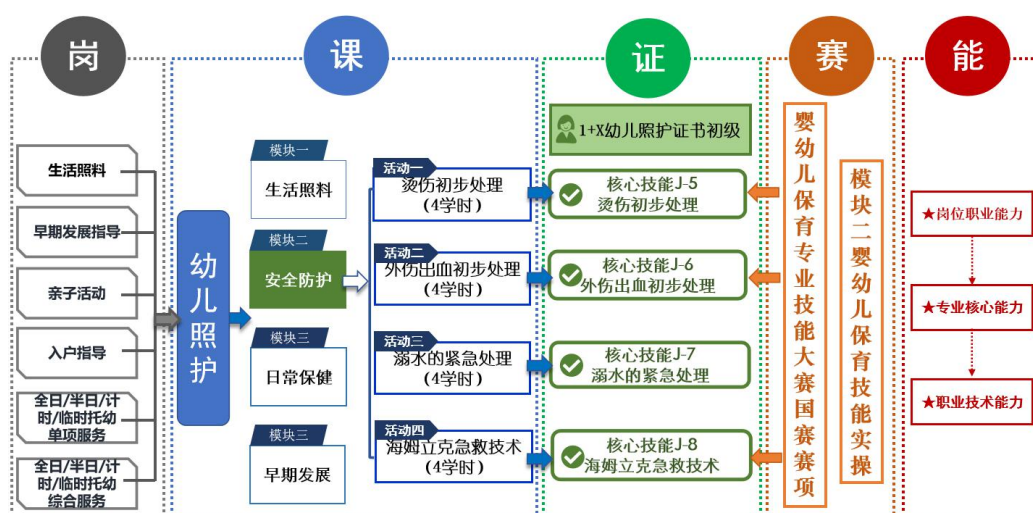 岗
课
证
赛
能
生活照料
早期发展指导
亲子活动
入户指导
全日/半日/计
时/临时托幼
单项服务
全日/半日/计
时/临时托幼
综合服务
幼
儿
照
护
模块一
生活照料
模块二
安全防护
模块三
日常保健
模块三
早期发展
活动一
烫伤初步处理
(4学时)
活动二
外伤出血初步处理
(4学时)
活动三
溺水的紧急处理
(4学时)
活动四
海姆立克急救技术
(4学时)
1+X幼儿照护证书初级
核心技能J-5
烫伤初步处理
核心技能J-6
外伤出血初步处理
核心技能J-7
溺水的紧急处理
核心技能J-8
海姆立克急救技术
婴幼儿保育专业技能大赛国赛赛项
模块二婴幼儿保育技能实操
★岗位职业能力
★专业核心能力
★职业技术能力